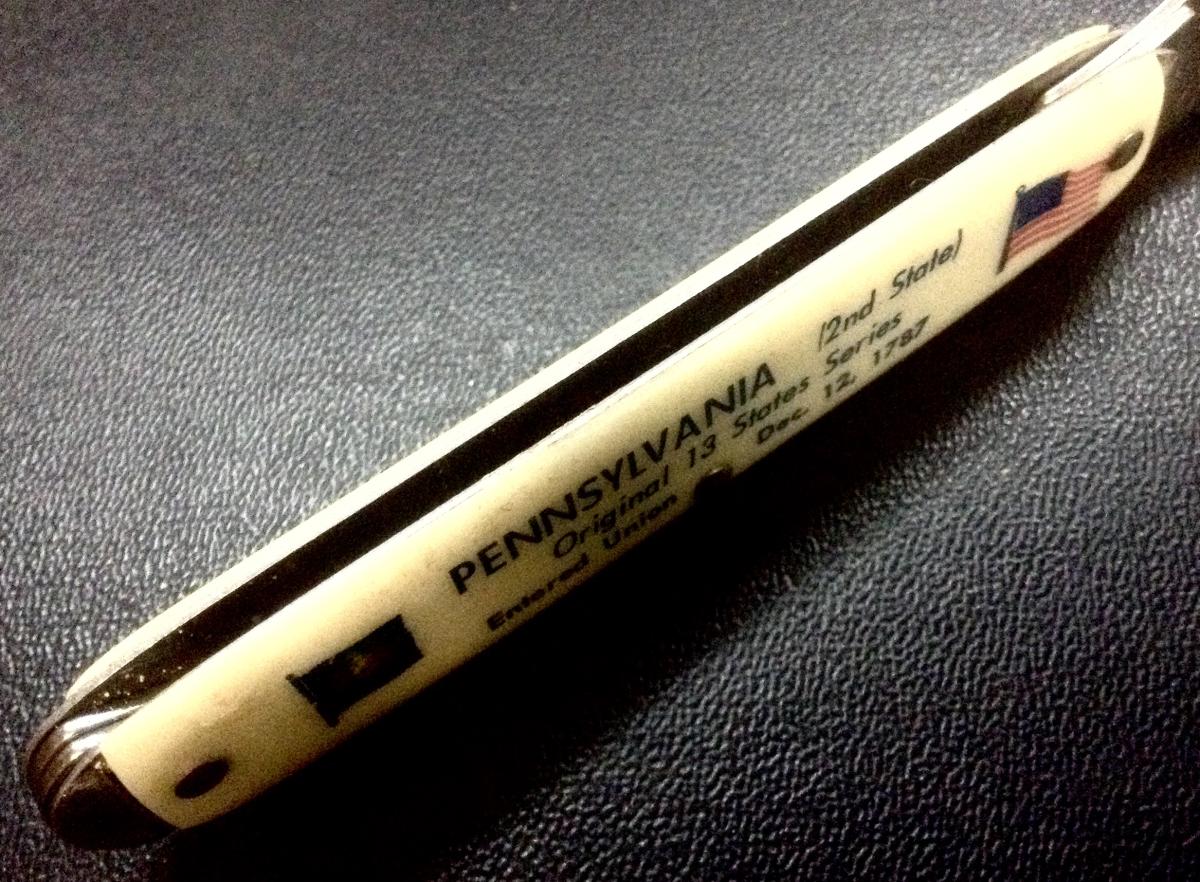 PENNSYLVANIA (2nd State)
Original 13 States Series
Entered Union Dec. 12, 1787